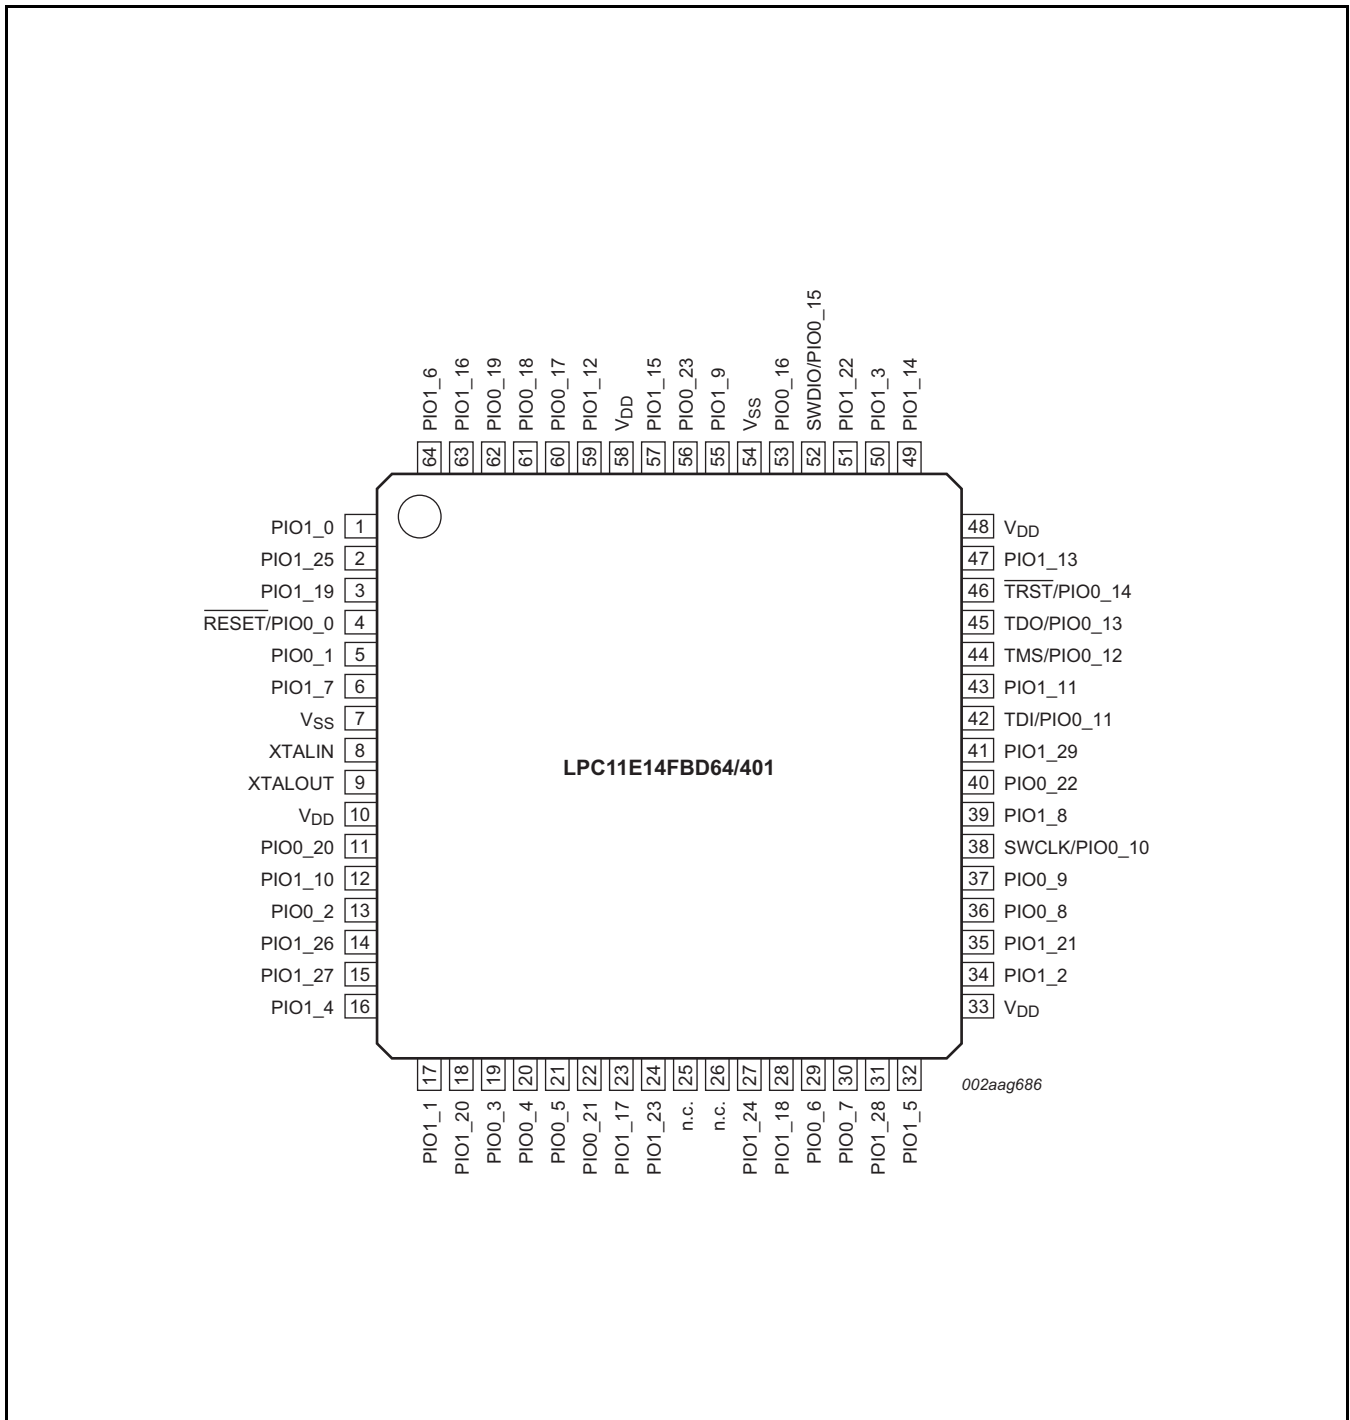 PIO1_6
PIO1_16
PIO0_19
PIO0_18
PIO0_17
PIO1_12
VDD
PIO1_15
PIO0_23
PIO1_9
VSS
PIO0_16
SWDIO/PIO0_15
PIO1_22
PIO1_3
PIO1_14
64 63 62 61 60 59 58 57 56 55 54 53 52 51 50 49
PIO1_0 1
PIO1_25 2
PIO1_19 3
RESET/PIO0_0 4
PIO0_1 5
PIO1_7 6
VSS 7
XTALIN 8
XTALOUT 9
VDD 10
PIO0_20 11
PIO1_10 12
PIO0_2 13
PIO1_26 14
PIO1_27 15
PIO1_4 16
LPC11E14FBD64/401
48 VDD
47 PIO1_13
46 TRST/PIO0_14
45 TDO/PIO0_13
44 TMS/PIO0_12
43 PIO1_11
42 TDI/PIO0_11
41 PIO1_29
40 PIO0_22
39 PIO1_8
38 SWCLK/PIO0_10
37 PIO0_9
36 PIO0_8
35 PIO1_21
34 PIO1_2
33 VDD
17 18 19 20 21 22 23 24 25 26 27 28 29 30 31 32
PIO1_1
PIO1_20
PIO0_3
PIO0_4
PIO0_5
PIO0_21
PIO1_17
PIO1_23
n.c.
n.c.
PIO1_24
PIO1_18
PIO0_6
PIO0_7
PIO1_28
PIO1_5
002aag686